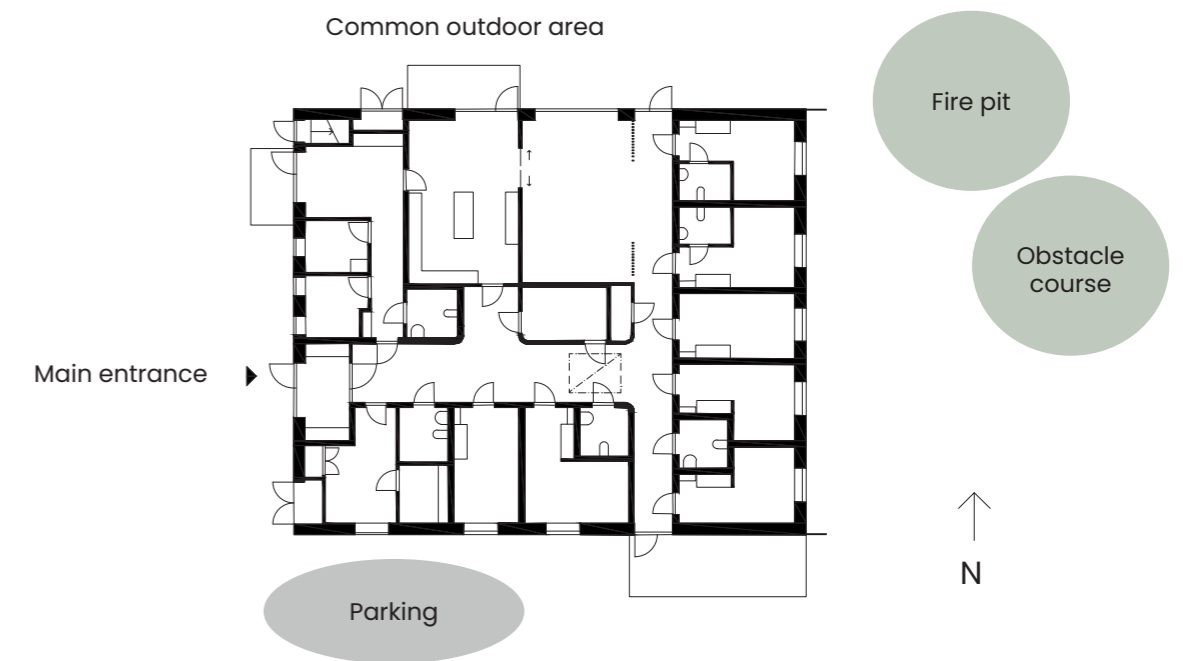 Common outdoor area
Fire pit
Obstacle
course
Main entrance
N
Parking